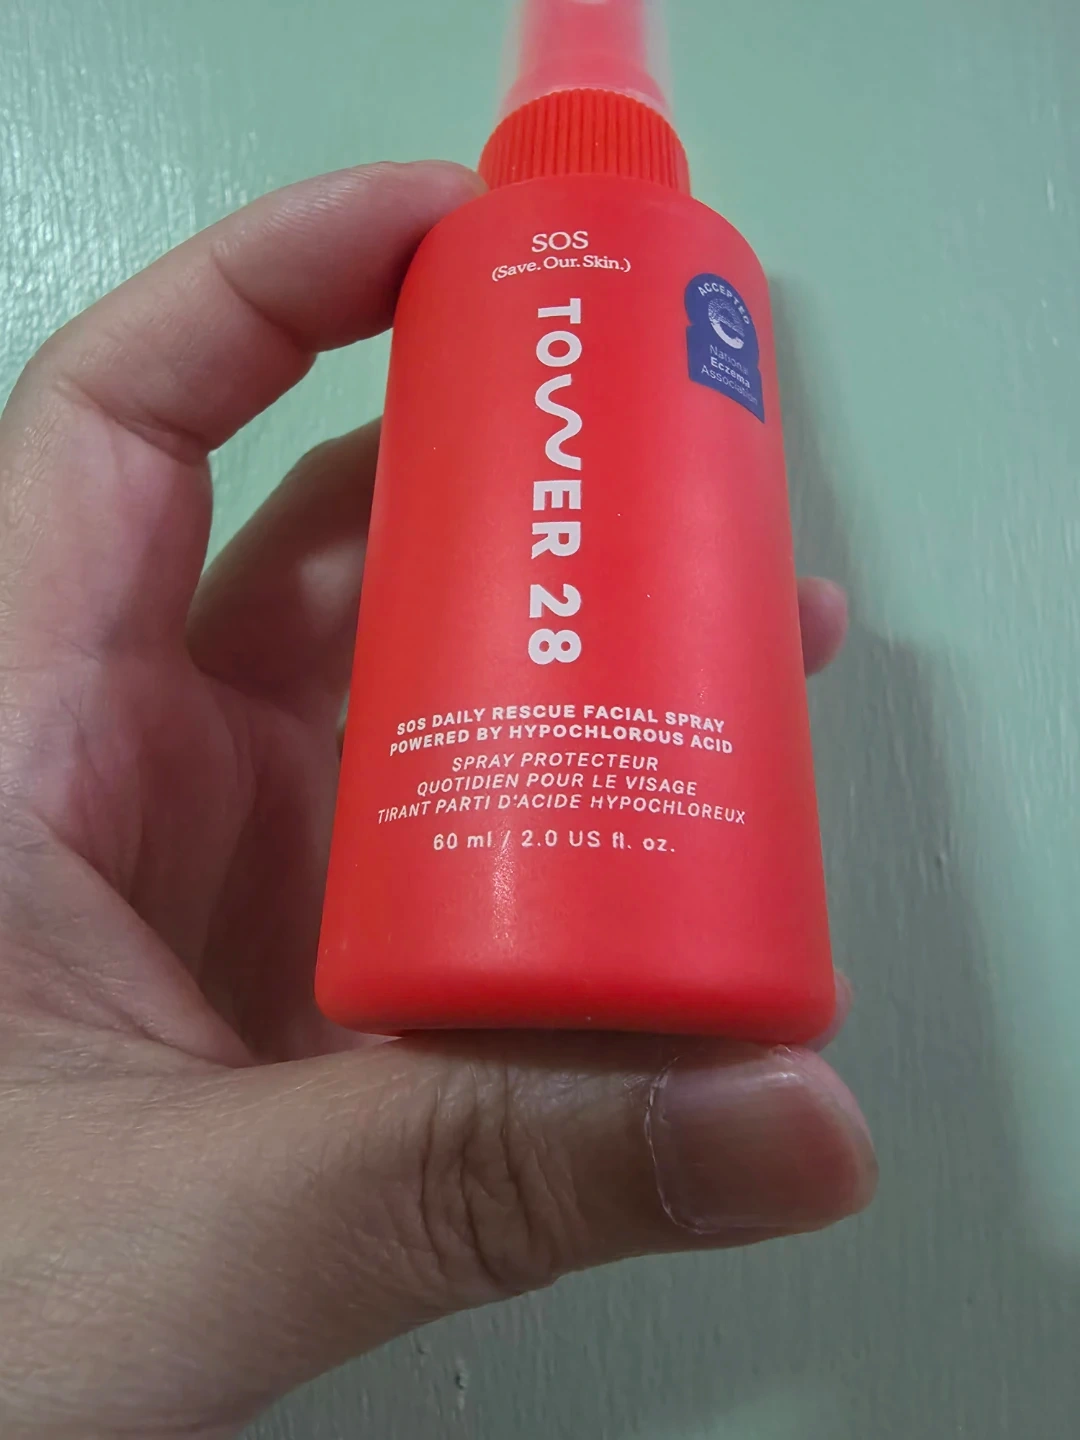 SOS
(Save. Our. Skin.)
ACCEPTED
National
Eczema
Association
TOWER 28
SOS DAILY RESCUE FACIAL SPRAY
POWERED BY HYPOCHLOROUS ACID
SPRAY PROTECTEUR
QUOTIDIEN POUR LE VISAGE
TIRANT PARTI D'ACIDE HYPOCHLOREUX
60 ml / 2.0 US fl. oz.